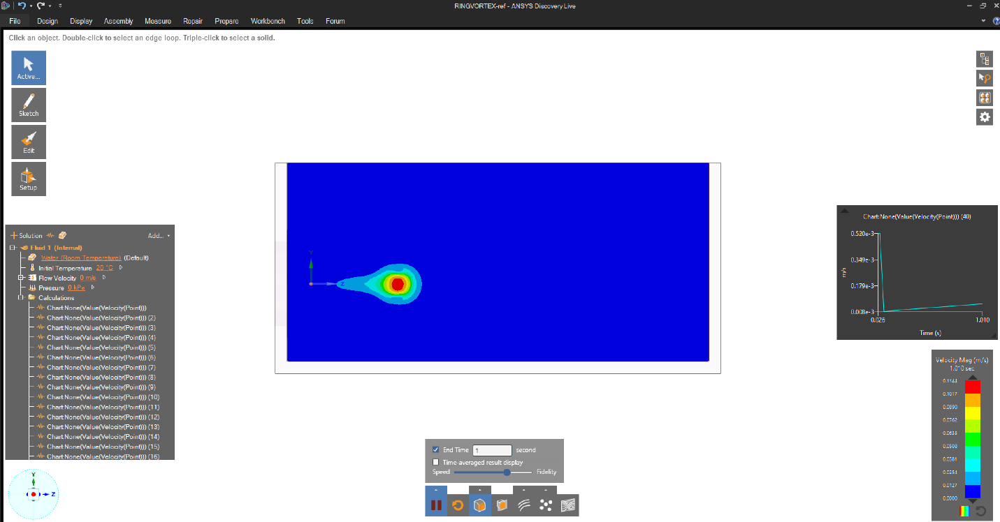 RINGVORTEX-ref - ANSYS Discovery Live
File Design Display Assembly Measure Repair Prepare Workbench Tools Forum
Click an object. Double-click to select an edge loop. Triple-click to select a solid.
Active...
Sketch
Edit
Setup
Solution Add...
Fluid 1 (Internal)
Water (Room Temperature) (Default)
Initial Temperature 20 °C
Flow Velocity 0 m/s
Pressure 0 kPa
Calculations
Chart:None(Value(Velocity(Point)))
Chart:None(Value(Velocity(Point))) (2)
Chart:None(Value(Velocity(Point))) (3)
Chart:None(Value(Velocity(Point))) (4)
Chart:None(Value(Velocity(Point))) (5)
Chart:None(Value(Velocity(Point))) (6)
Chart:None(Value(Velocity(Point))) (7)
Chart:None(Value(Velocity(Point))) (8)
Chart:None(Value(Velocity(Point))) (9)
Chart:None(Value(Velocity(Point))) (10)
Chart:None(Value(Velocity(Point))) (11)
Chart:None(Value(Velocity(Point))) (12)
Chart:None(Value(Velocity(Point))) (13)
Chart:None(Value(Velocity(Point))) (14)
Chart:None(Value(Velocity(Point))) (15)
Chart:None(Value(Velocity(Point))) (16)
Y
Z
Y
Z
End Time 1 second
Time-averaged result display
Speed Fidelity
Chart:None(Value(Velocity(Point))) (40)
0.520e-3
0.349e-3
m/s
0.179e-3
0.008e-3
0.026 1.010
Time (s)
Velocity Mag (m/s)
1.010 sec
0.1144
0.1017
0.0890
0.0762
0.0635
0.0508
0.0381
0.0254
0.0127
0.0000